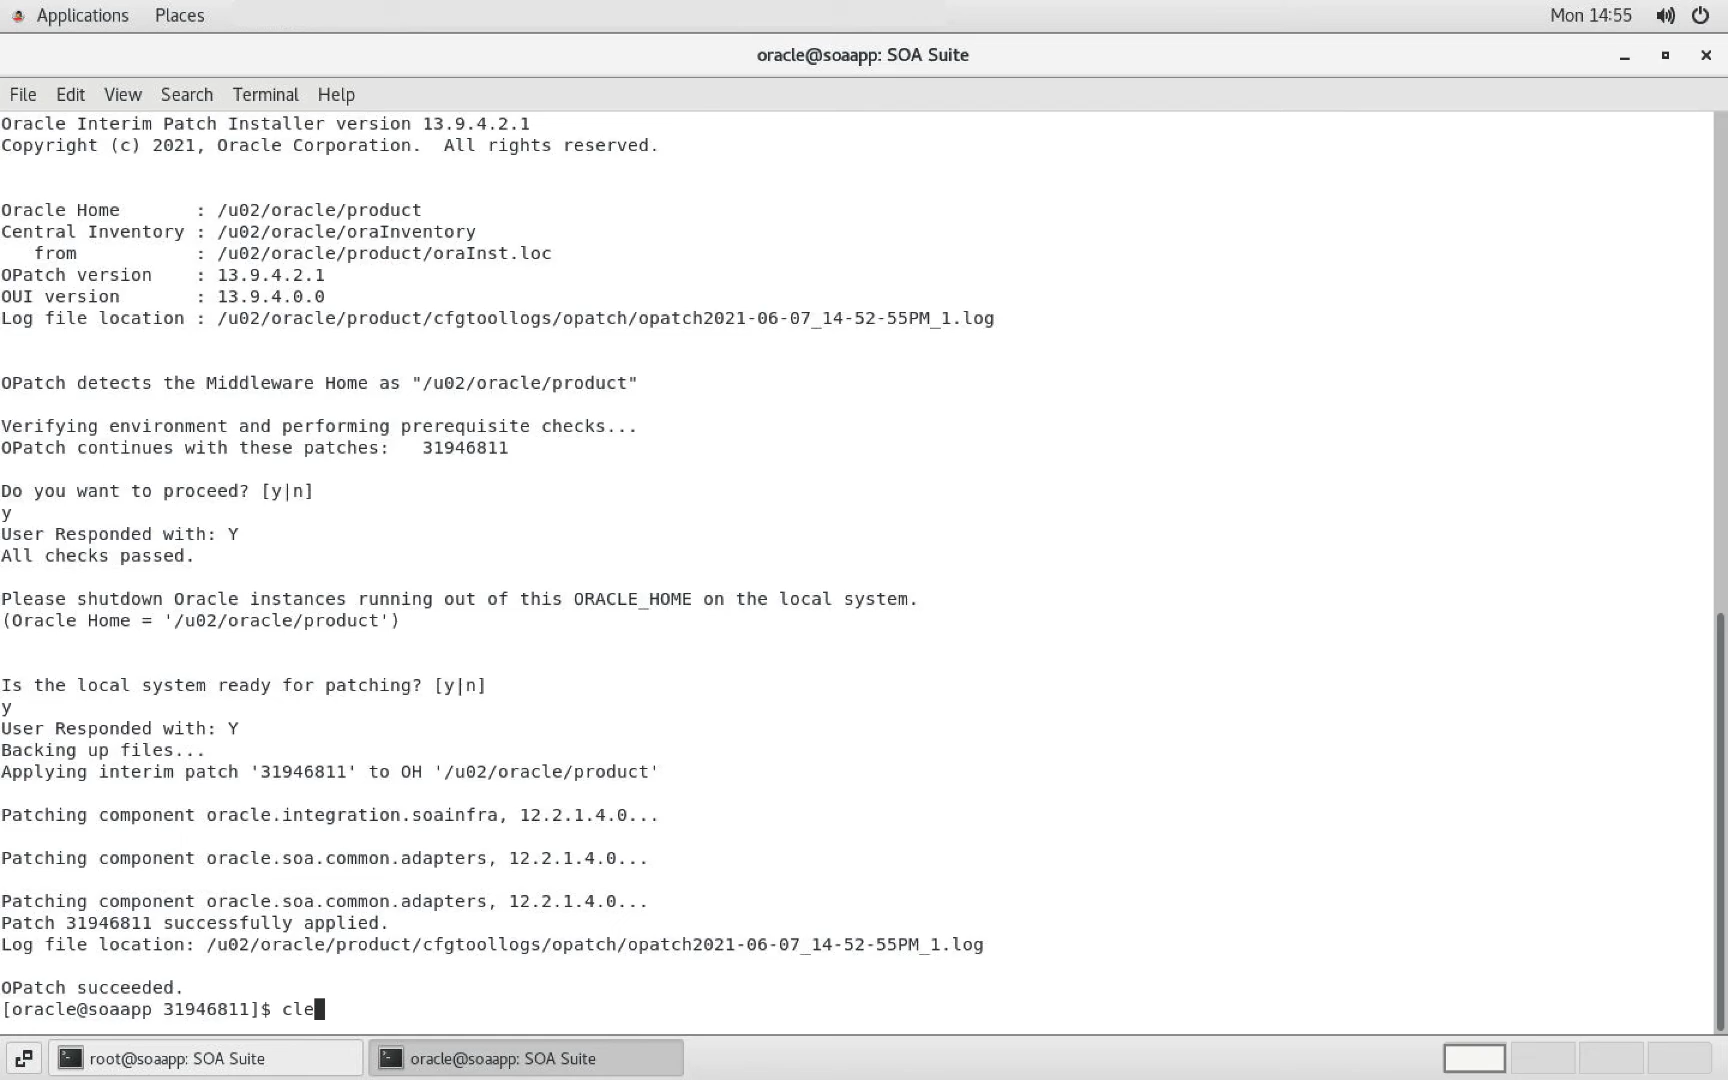 Applications Places Mon 14:55
oracle@soaapp: SOA Suite
File Edit View Search Terminal Help
Oracle Interim Patch Installer version 13.9.4.2.1
Copyright (c) 2021, Oracle Corporation.  All rights reserved.
Oracle Home       : /u02/oracle/product
Central Inventory : /u02/oracle/oraInventory
   from           : /u02/oracle/product/oraInst.loc
OPatch version    : 13.9.4.2.1
OUI version       : 13.9.4.0.0
Log file location : /u02/oracle/product/cfgtoollogs/opatch/opatch2021-06-07_14-52-55PM_1.log
OPatch detects the Middleware Home as "/u02/oracle/product"
Verifying environment and performing prerequisite checks...
OPatch continues with these patches:   31946811
Do you want to proceed? [y|n]
y
User Responded with: Y
All checks passed.
Please shutdown Oracle instances running out of this ORACLE_HOME on the local system.
(Oracle Home = '/u02/oracle/product')
Is the local system ready for patching? [y|n]
y
User Responded with: Y
Backing up files...
Applying interim patch '31946811' to OH '/u02/oracle/product'
Patching component oracle.integration.soainfra, 12.2.1.4.0...
Patching component oracle.soa.common.adapters, 12.2.1.4.0...
Patching component oracle.soa.common.adapters, 12.2.1.4.0...
Patch 31946811 successfully applied.
Log file location: /u02/oracle/product/cfgtoollogs/opatch/opatch2021-06-07_14-52-55PM_1.log
OPatch succeeded.
[oracle@soaapp 31946811]$ cle
root@soaapp: SOA Suite oracle@soaapp: SOA Suite